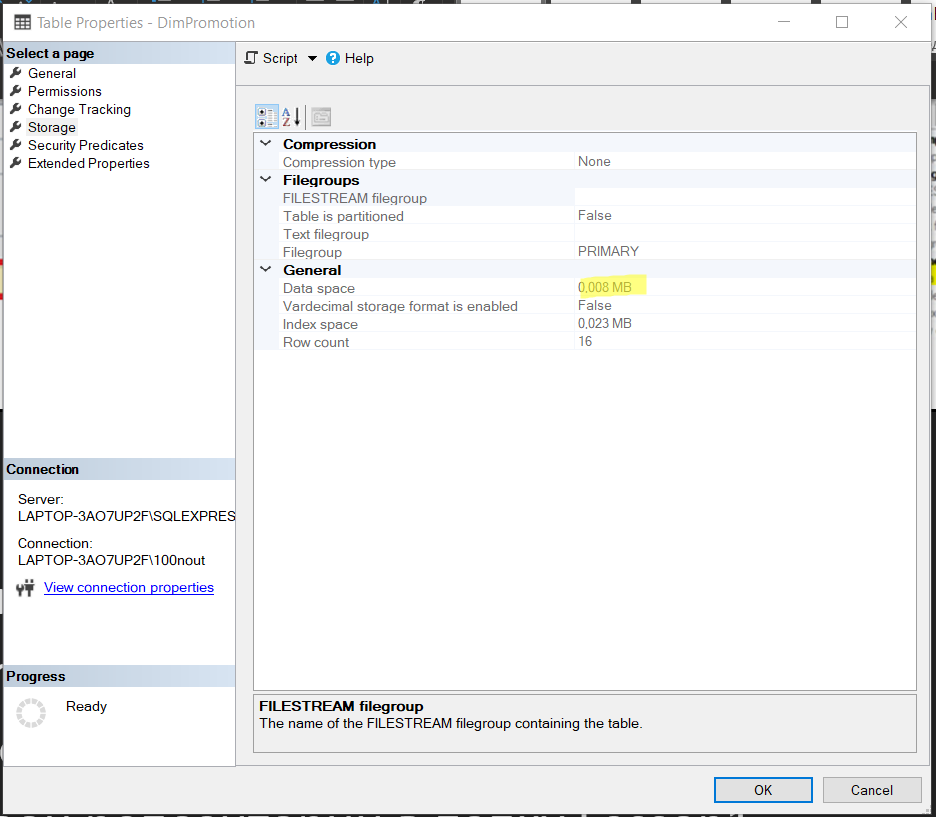 Table Properties - DimPromotion
Select a page
General
Permissions
Change Tracking
Storage
Security Predicates
Extended Properties
Script
Help
Compression
Compression type None
Filegroups
FILESTREAM filegroup
Table is partitioned False
Text filegroup
Filegroup PRIMARY
General
Data space 0,008 MB
Vardecimal storage format is enabled False
Index space 0,023 MB
Row count 16
Connection
Server:
LAPTOP-3AO7UP2F\SQLEXPRES
Connection:
LAPTOP-3AO7UP2F\100nout
View connection properties
Progress
Ready
FILESTREAM filegroup
The name of the FILESTREAM filegroup containing the table.
OK
Cancel